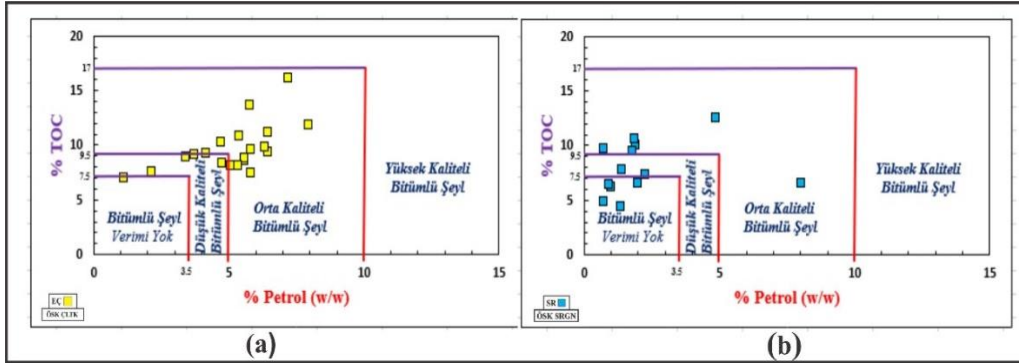 20
17
15
10
9.5
7.5
5
0
% TOC
0
3.5
5
10
15
% Petrol (w/w)
Bitümlü Şeyl
Verimi Yok
Düşük Kaliteli
Bitümlü Şeyl
Orta Kaliteli
Bitümlü Şeyl
Yüksek Kaliteli
Bitümlü Şeyl
EÇ
ÖSK ÇLTK
(a)
20
17
15
10
9.5
7.5
5
0
% TOC
0
3.5
5
10
15
% Petrol (w/w)
Bitümlü Şeyl
Verimi Yok
Düşük Kaliteli
Bitümlü Şeyl
Orta Kaliteli
Bitümlü Şeyl
Yüksek Kaliteli
Bitümlü Şeyl
SR
ÖSK SRGN
(b)